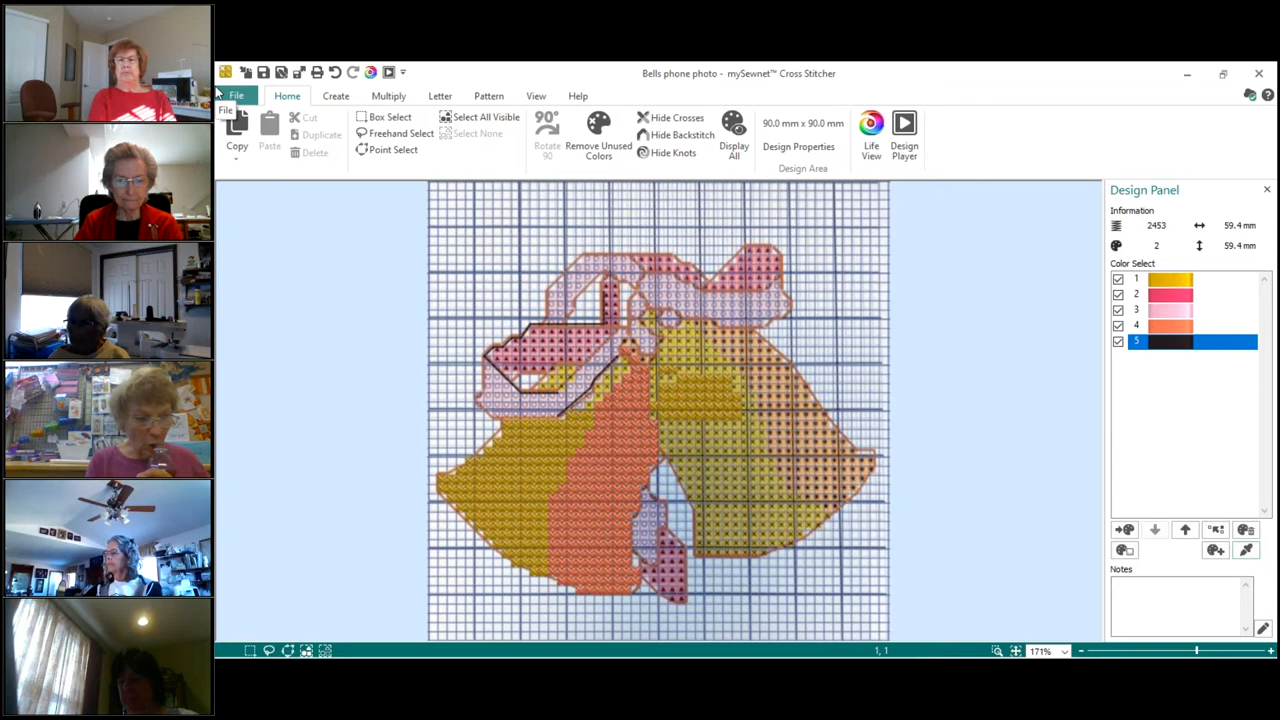 Bells phone photo - mySewnet™ Cross Stitcher
File Home Create Multiply Letter Pattern View Help
File
Copy
Paste
Cut
Duplicate
Delete
Box Select
Freehand Select
Point Select
Select All Visible
Select None
90°
Rotate
90
Remove Unused
Colors
Hide Crosses
Hide Backstitch
Hide Knots
Display
All
90.0 mm x 90.0 mm
Design Properties
Design Area
Life
View
Design
Player
Design Panel
Information
2453 59.4 mm
2 59.4 mm
Color Select
1
2
3
4
5
Notes
1, 1
171%